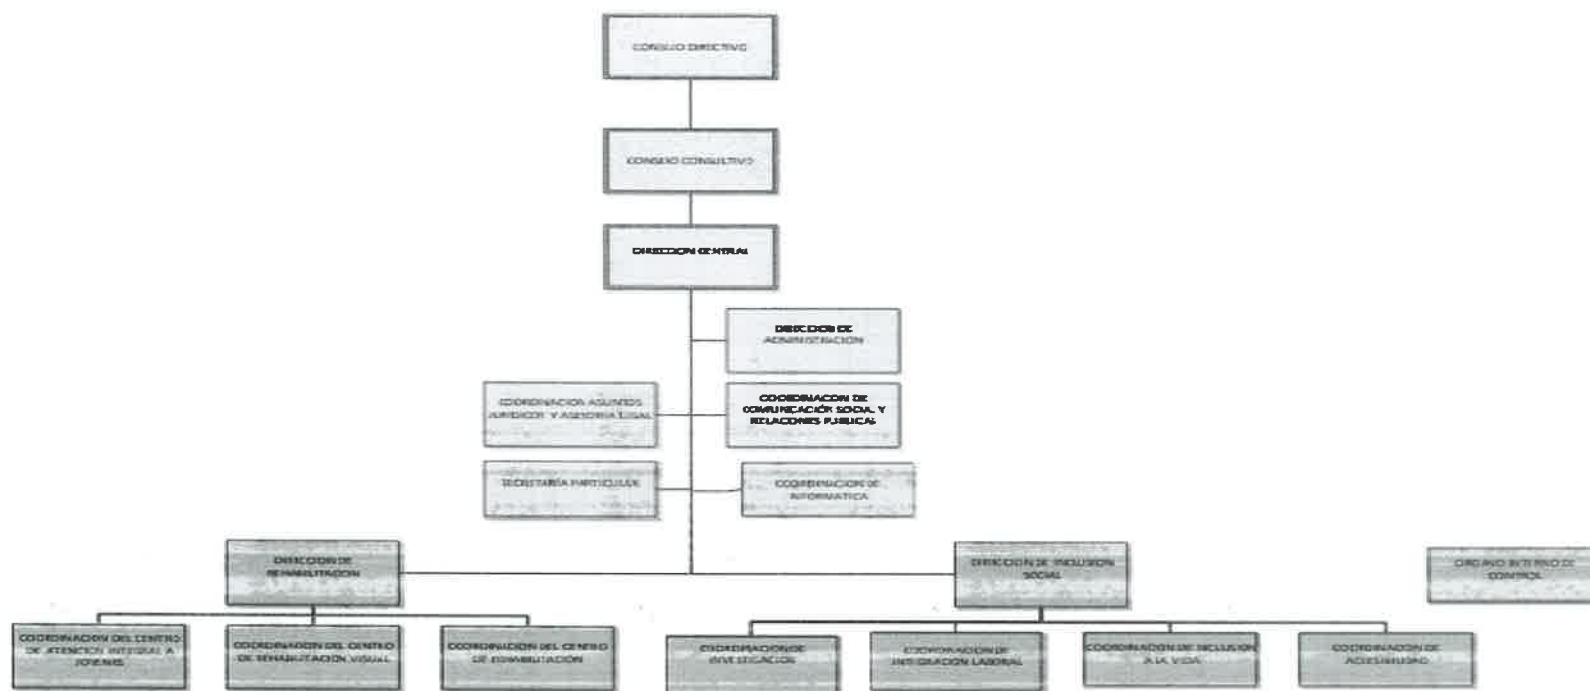 CONSEJO DIRECTIVO
CONSEJO CONSULTIVO
DIRECCION GENERAL
DIRECCION DE
ADMINISTRACIÓN
COORDINACION ASUNTOS
JURIDICOS Y ASESORIA LEGAL
COORDINACION DE
COMUNICACIÓN SOCIAL Y
RELACIONES PUBLICAS
SECRETARÍA PARTICULAR
COORDINACION DE
INFORMATICA
DIRECCION DE
REHABILITACION
DIRECCION DE INCLUSION
SOCIAL
ORGANO INTERNO DE
CONTROL
COORDINACION DEL CENTRO
DE ATENCION INTEGRAL A
JOVENES
COORDINACION DEL CENTRO
DE REHABILITACION VISUAL
COORDINACION DEL CENTRO
DE REHABILITACION
COORDINACION DE
INVESTIGACION
COORDINACION DE
INTEGRACION LABORAL
COORDINACION DE INCLUSION
A LA VIDA
COORDINACION DE
ACCESIBILIDAD